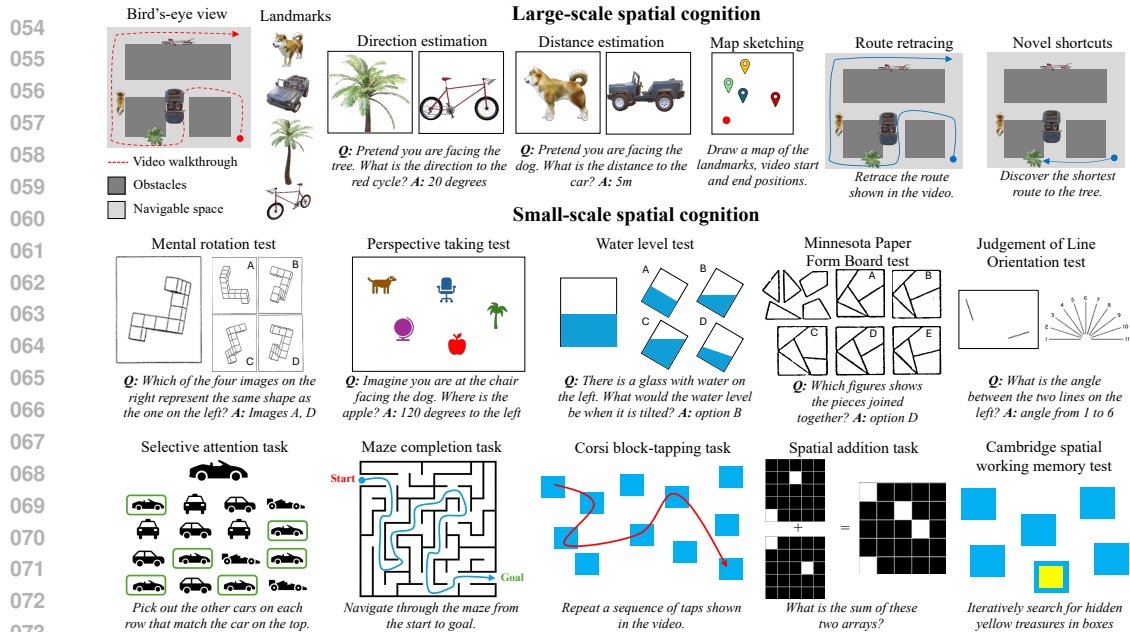 054
055
056
057
058
059
060
061
062
063
064
065
066
067
068
069
070
071
072
073
Large-scale spatial cognition
Bird's-eye view
Landmarks
Video walkthrough
Obstacles
Navigable space
Direction estimation
Q: Pretend you are facing the
tree. What is the direction to the
red cycle? A: 20 degrees
Distance estimation
Q: Pretend you are facing the
dog. What is the distance to the
car? A: 5m
Map sketching
Draw a map of the
landmarks, video start
and end positions.
Route retracing
Retrace the route
shown in the video.
Novel shortcuts
Discover the shortest
route to the tree.
Small-scale spatial cognition
Mental rotation test
A
B
C
D
Q: Which of the four images on the
right represent the same shape as
the one on the left? A: Images A, D
Perspective taking test
Q: Imagine you are at the chair
facing the dog. Where is the
apple? A: 120 degrees to the left
Water level test
A
B
C
D
Q: There is a glass with water on
the left. What would the water level
be when it is tilted? A: option B
Minnesota Paper
Form Board test
A
B
C
D
E
Q: Which figures shows
the pieces joined
together? A: option D
Judgement of Line
Orientation test
1
2
3
4
5
6
7
8
9
10
11
Q: What is the angle
between the two lines on the
left? A: angle from 1 to 6
Selective attention task
Pick out the other cars on each
row that match the car on the top.
Maze completion task
Start
Goal
Navigate through the maze from
the start to goal.
Corsi block-tapping task
Repeat a sequence of taps shown
in the video.
Spatial addition task
+
=
What is the sum of these
two arrays?
Cambridge spatial
working memory test
Iteratively search for hidden
yellow treasures in boxes